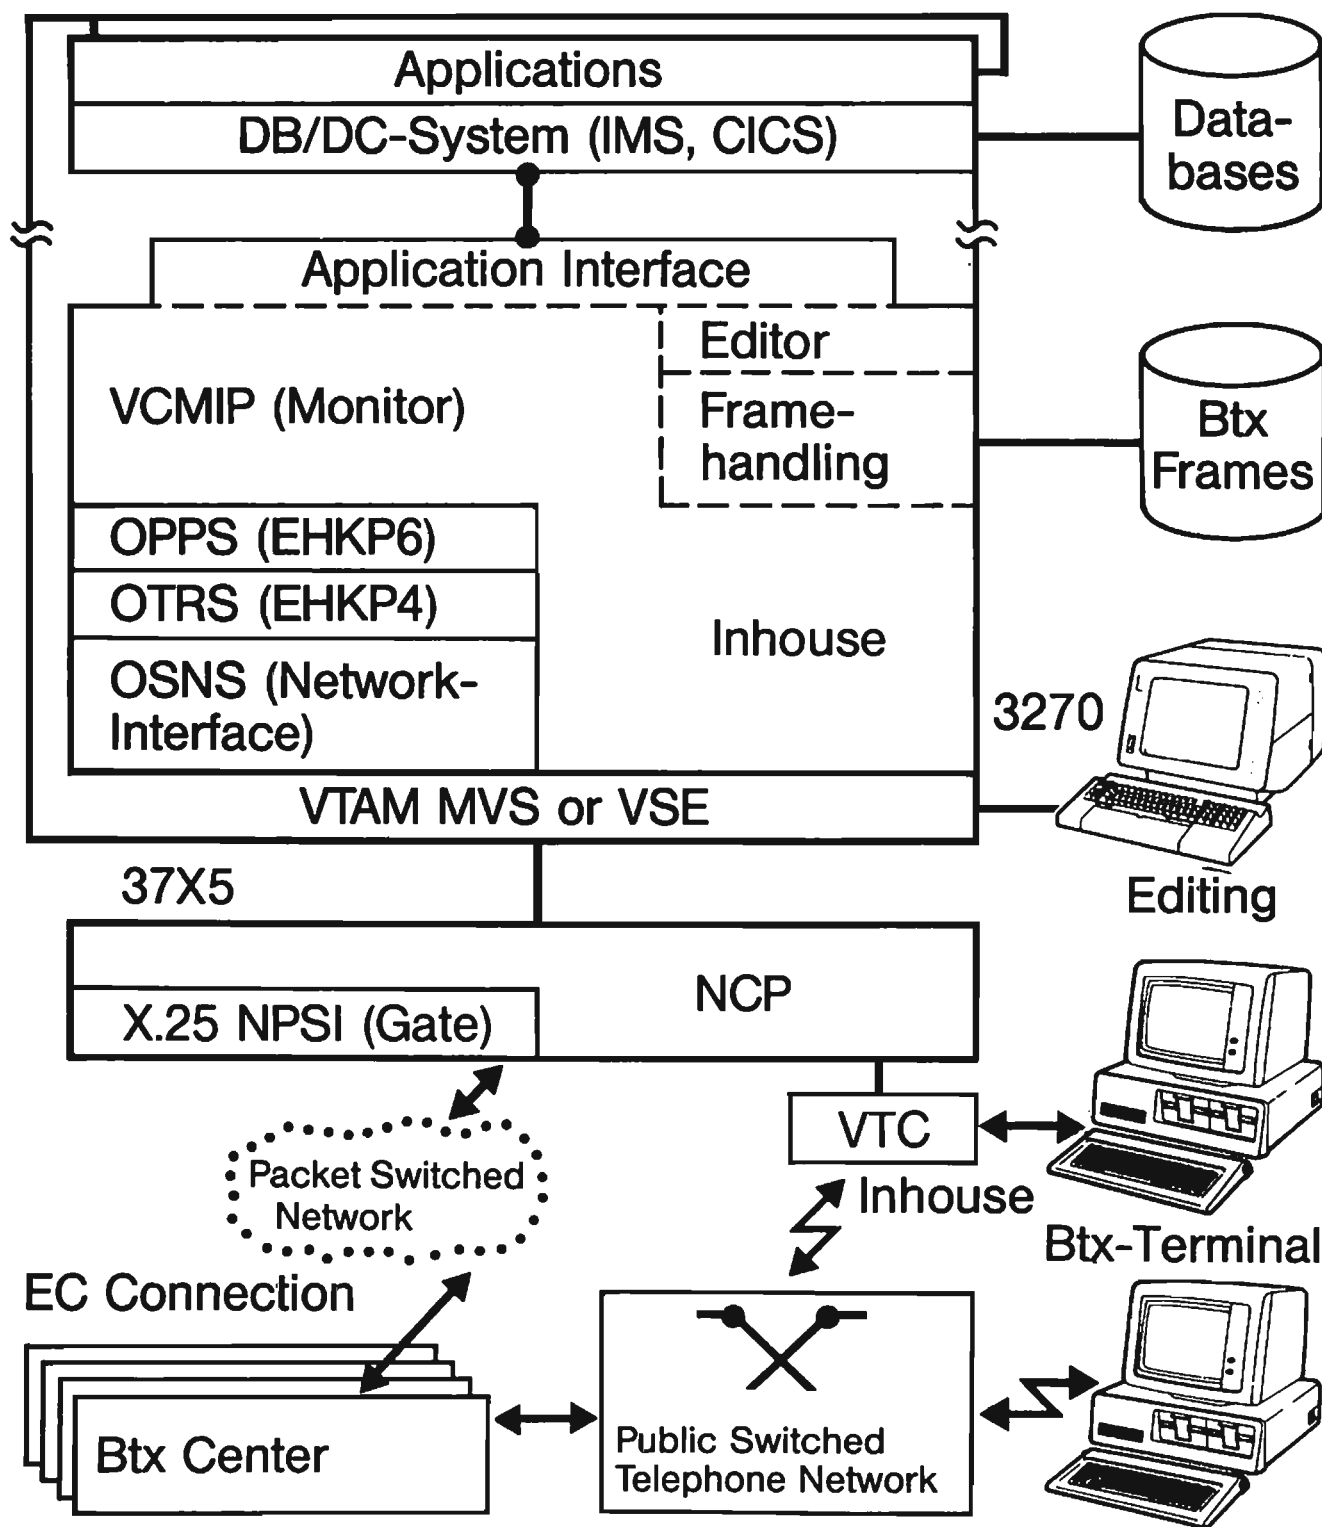 Applications
DB/DC-System (IMS, CICS)
Data-
bases
Application Interface
Editor
VCMIP (Monitor)
Frame-
handling
Btx
Frames
OPPS (EHKP6)
OTRS (EHKP4)
Inhouse
OSNS (Network-
Interface)
3270
VTAM MVS or VSE
37X5
Editing
NCP
X.25 NPSI (Gate)
VTC
Packet Switched
Network
Inhouse
Btx-Terminal
EC Connection
Btx Center
Public Switched
Telephone Network